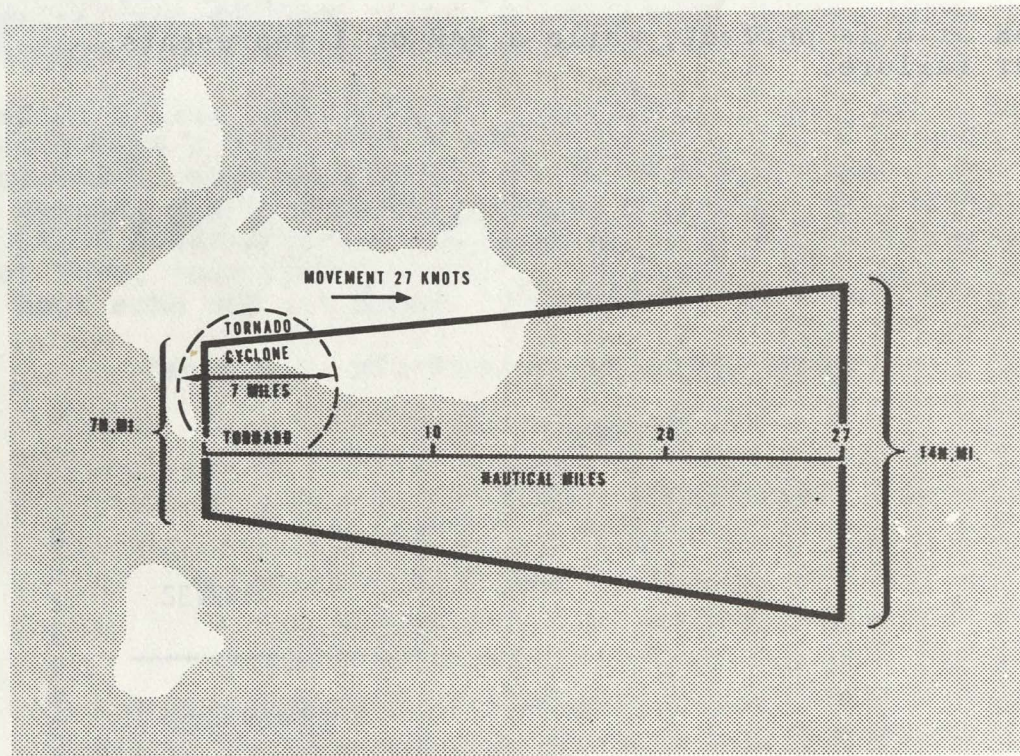 MOVEMENT 27 KNOTS
TORNADO
CYCLONE
7 MILES
7N,MI
TORNADO
10
20
27
14N,MI.
NAUTICAL MILES